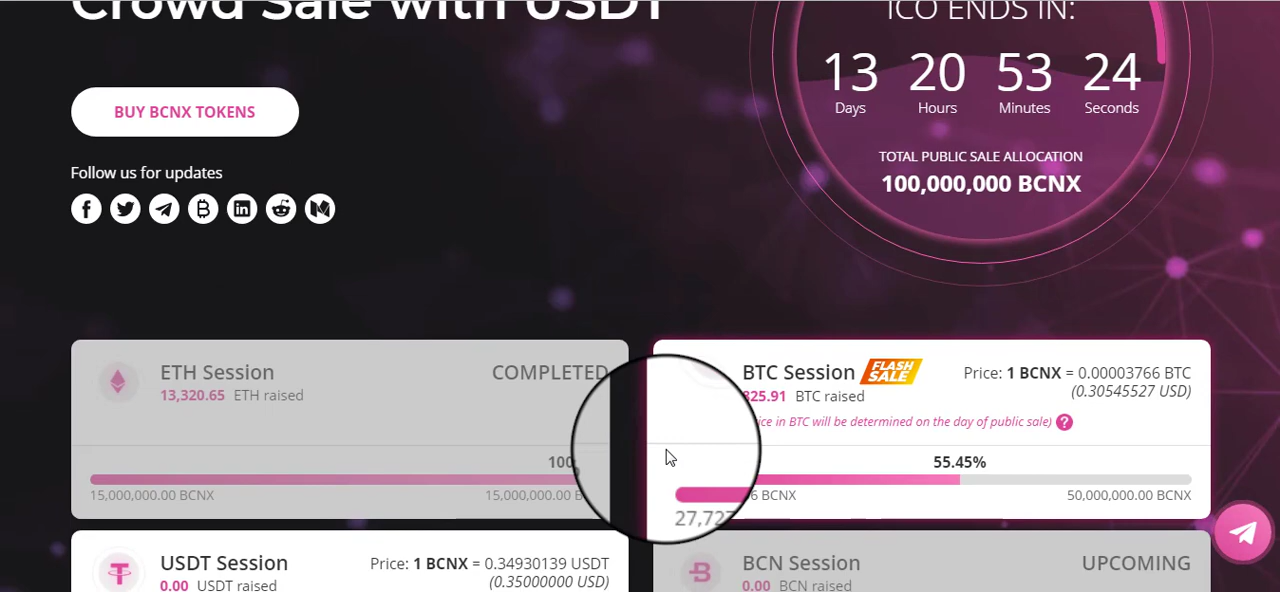 Crowd Sale with USDT
BUY BCNX TOKENS
Follow us for updates
ICO ENDS IN:
13 20 53 24
Days Hours Minutes Seconds
TOTAL PUBLIC SALE ALLOCATION
100,000,000 BCNX
ETH Session COMPLETED
13,320.65 ETH raised
100
15,000,000.00 BCNX 15,000,000.00 B
BTC Session FLASH SALE Price: 1 BCNX = 0.00003766 BTC
325.91 BTC raised (0.30545527 USD)
ice in BTC will be determined on the day of public sale) ?
55.45%
27,727 6 BCNX 50,000,000.00 BCNX
USDT Session Price: 1 BCNX = 0.34930139 USDT
0.00 USDT raised (0.35000000 USD)
BCN Session UPCOMING
0.00 BCN raised